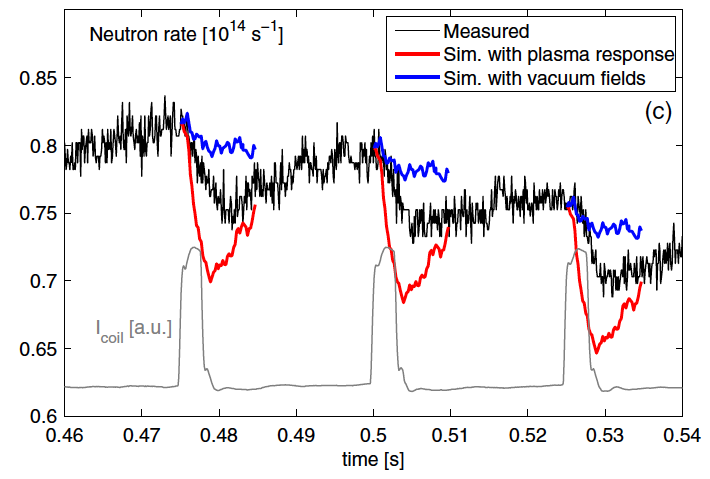 Neutron rate [10^14 s^-1]
Measured
Sim. with plasma response
Sim. with vacuum fields
(c)
0.85
0.8
0.75
0.7
I_coil [a.u.]
0.65
0.6
0.46 0.47 0.48 0.49 0.5 0.51 0.52 0.53 0.54
time [s]